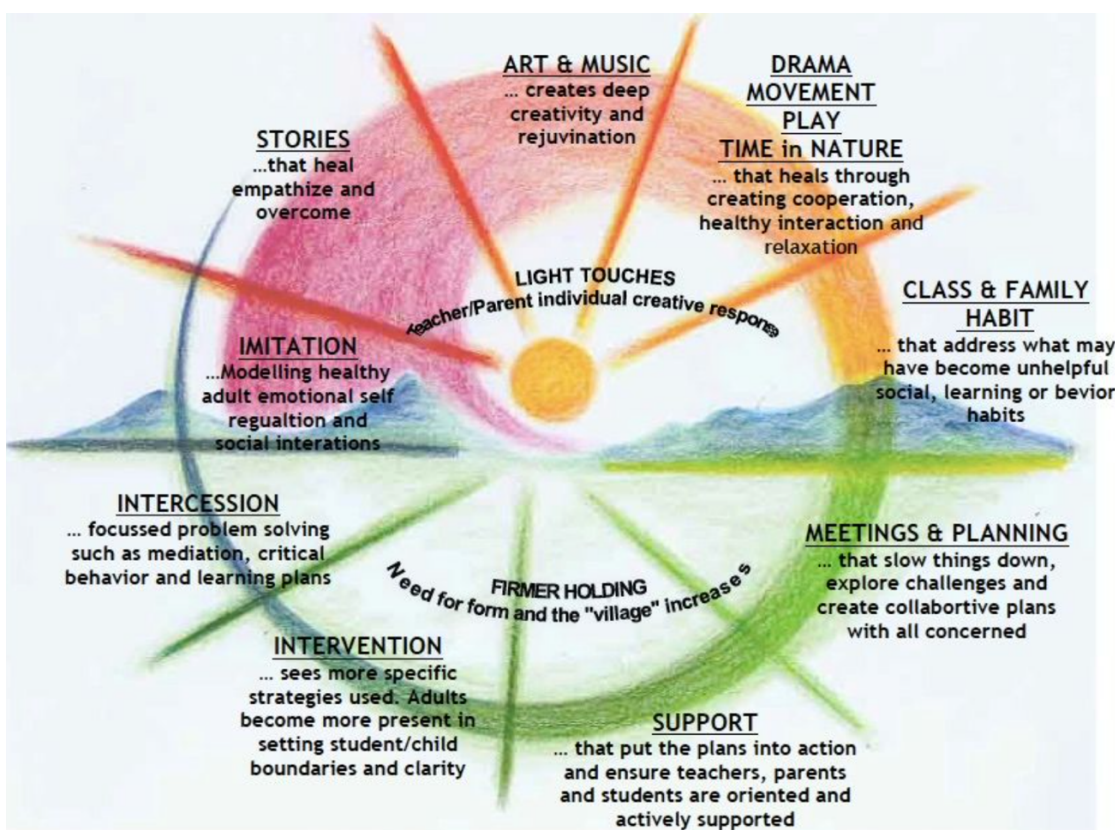 ART & MUSIC
... creates deep
creativity and
rejuvination
DRAMA
MOVEMENT
PLAY
TIME in NATURE
... that heals through
creating cooperation,
healthy interaction and
relaxation
STORIES
...that heal
empathize and
overcome
LIGHT TOUCHES
Teacher/Parent individual creative response
CLASS & FAMILY
HABIT
... that address what may
have become unhelpful
social, learning or bevior
habits
IMITATION
...Modelling healthy
adult emotional self
regualtion and
social interations
INTERCESSION
... focussed problem solving
such as mediation, critical
behavior and learning plans
MEETINGS & PLANNING
... that slow things down,
explore challenges and
create collabortive plans
with all concerned
FIRMER HOLDING
Need for form and the "village" increases
INTERVENTION
... sees more specific
strategies used. Adults
become more present in
setting student/child
boundaries and clarity
SUPPORT
... that put the plans into action
and ensure teachers, parents
and students are oriented and
actively supported